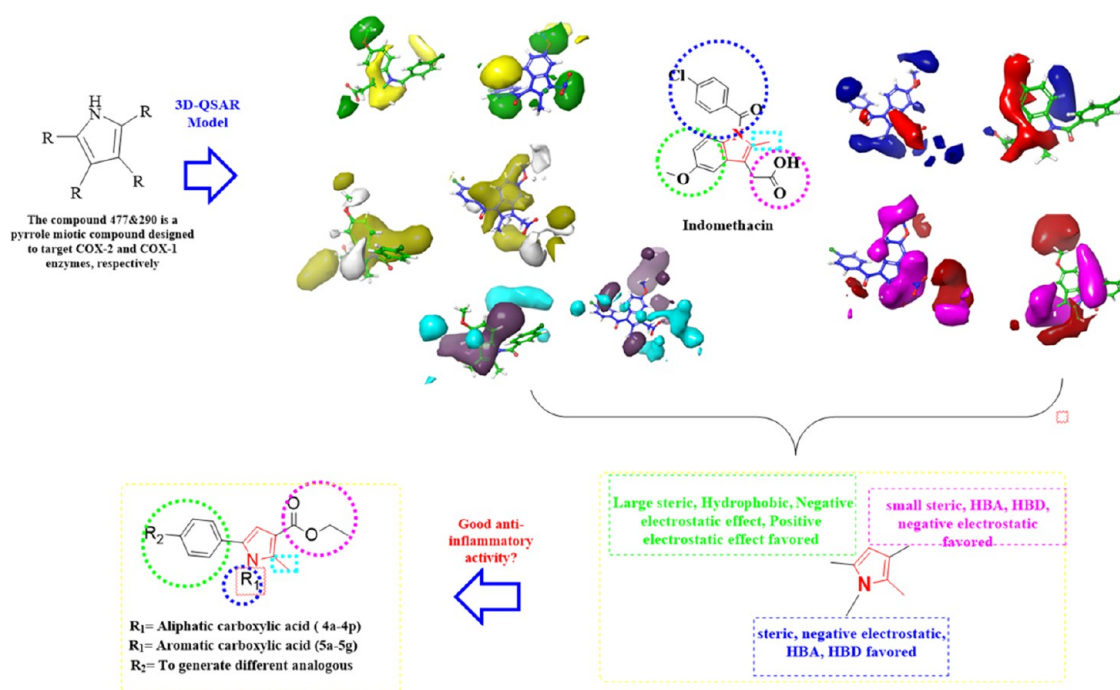 H
N
3D-QSAR
Model
R
R
R
R
The compound 477&290 is a
pyrrole miotic compound designed
to target COX-2 and COX-1
enzymes, respectively
Cl
O
N
OH
O
O
Indomethacin
Large steric, Hydrophobic, Negative
electrostatic effect, Positive
electrostatic effect favored
small steric, HBA, HBD,
negative electrostatic
favored
N
steric, negative electrostatic,
HBA, HBD favored
Good anti-
inflammatory
activity?
O
O
R₂
N
R₁
R₁= Aliphatic carboxylic acid ( 4a-4p)
R₁= Aromatic carboxylic acid (5a-5g)
R₂= To generate different analogous